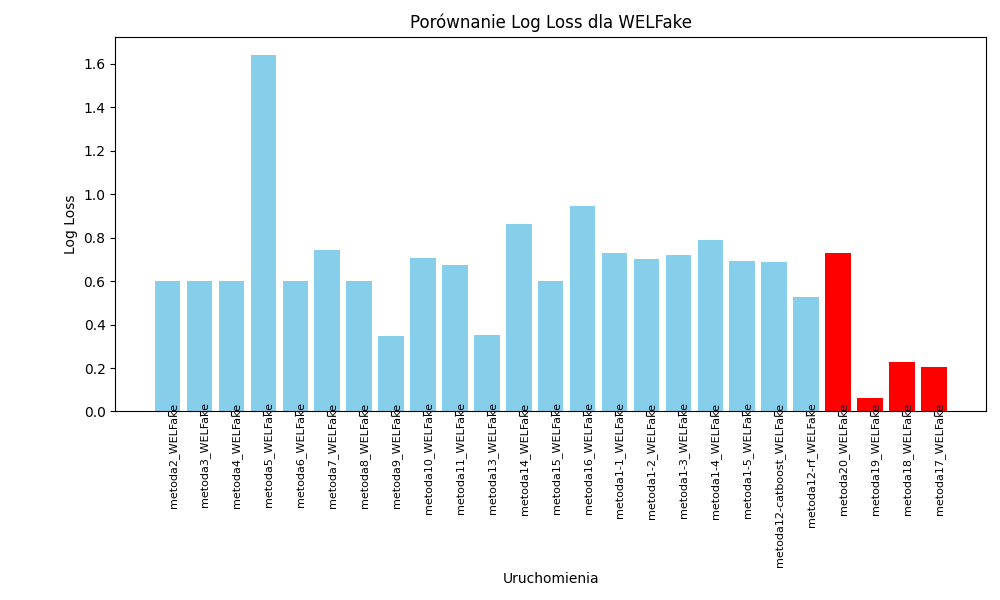 Porównanie Log Loss dla WELFake
Log Loss
1.6
1.4
1.2
1.0
0.8
0.6
0.4
0.2
0.0
metoda2_WELFake
metoda3_WELFake
metoda4_WELFake
metoda5_WELFake
metoda6_WELFake
metoda7_WELFake
metoda8_WELFake
metoda9_WELFake
metoda10_WELFake
metoda11_WELFake
metoda13_WELFake
metoda14_WELFake
metoda15_WELFake
metoda16_WELFake
metoda1-1_WELFake
metoda1-2_WELFake
metoda1-3_WELFake
metoda1-4_WELFake
metoda1-5_WELFake
metoda12-catboost_WELFake
metoda12-rf_WELFake
metoda20_WELFake
metoda19_WELFake
metoda18_WELFake
metoda17_WELFake
Uruchomienia